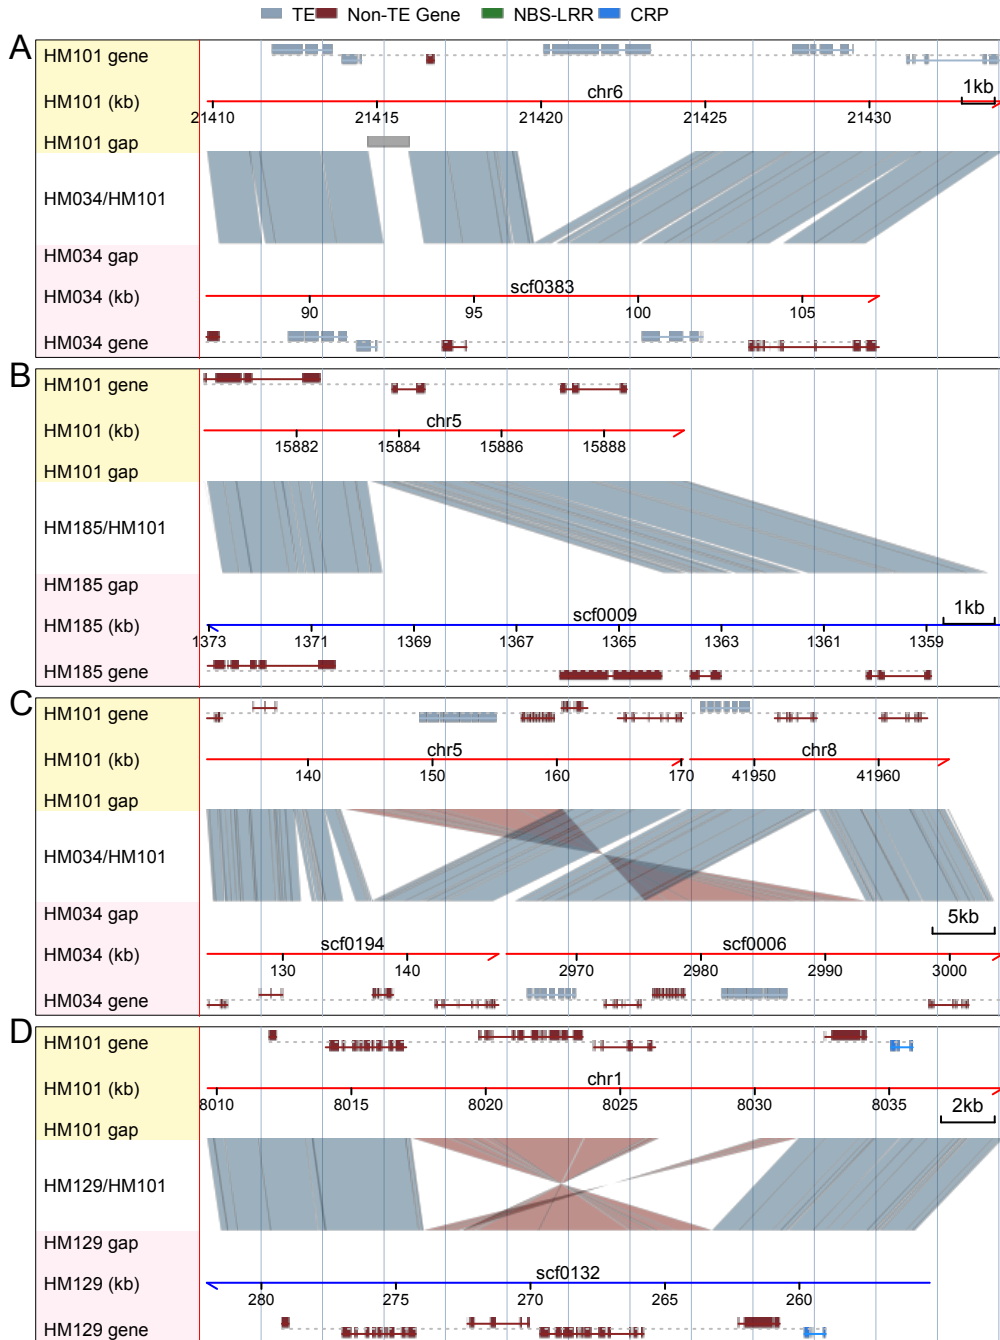 TE Non-TE Gene NBS-LRR CRP
A
HM101 gene
HM101 (kb) chr6 1kb
21410 21415 21420 21425 21430
HM101 gap
HM034/HM101
HM034 gap
HM034 (kb) scf0383
90 95 100 105
HM034 gene
B
HM101 gene
HM101 (kb) chr5
15882 15884 15886 15888
HM101 gap
HM185/HM101
HM185 gap
HM185 (kb) scf0009 1kb
1373 1371 1369 1367 1365 1363 1361 1359
HM185 gene
C
HM101 gene
HM101 (kb) chr5 chr8
140 150 160 170 41950 41960
HM101 gap
HM034/HM101
HM034 gap 5kb
HM034 (kb) scf0194 scf0006
130 140 2970 2980 2990 3000
HM034 gene
D
HM101 gene
HM101 (kb) chr1
8010 8015 8020 8025 8030 8035 2kb
HM101 gap
HM129/HM101
HM129 gap
HM129 (kb) scf0132
280 275 270 265 260
HM129 gene